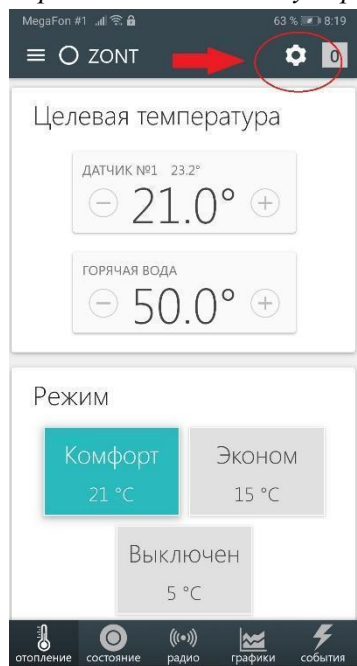 MegaFon #1 63 % 8:19
ZONT 0
Целевая температура
ДАТЧИК №1 23.2°
21.0°
ГОРЯЧАЯ ВОДА
50.0°
Режим
Комфорт Эконом
21 °C 15 °C
Выключен
5 °C
отопление состояние радио графики события